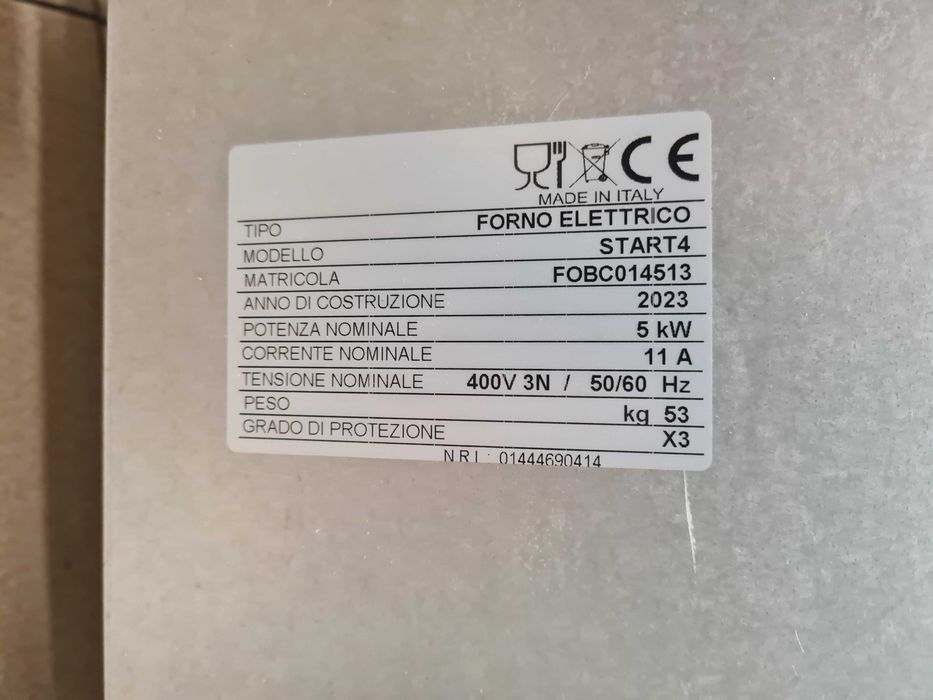 CE
MADE IN ITALY
TIPO FORNO ELETTRICO
MODELLO START4
MATRICOLA FOBC014513
ANNO DI COSTRUZIONE 2023
POTENZA NOMINALE 5 kW
CORRENTE NOMINALE 11 A
TENSIONE NOMINALE 400V 3N / 50/60 Hz
PESO kg 53
GRADO DI PROTEZIONE X3
N.R.I.: 01444690414